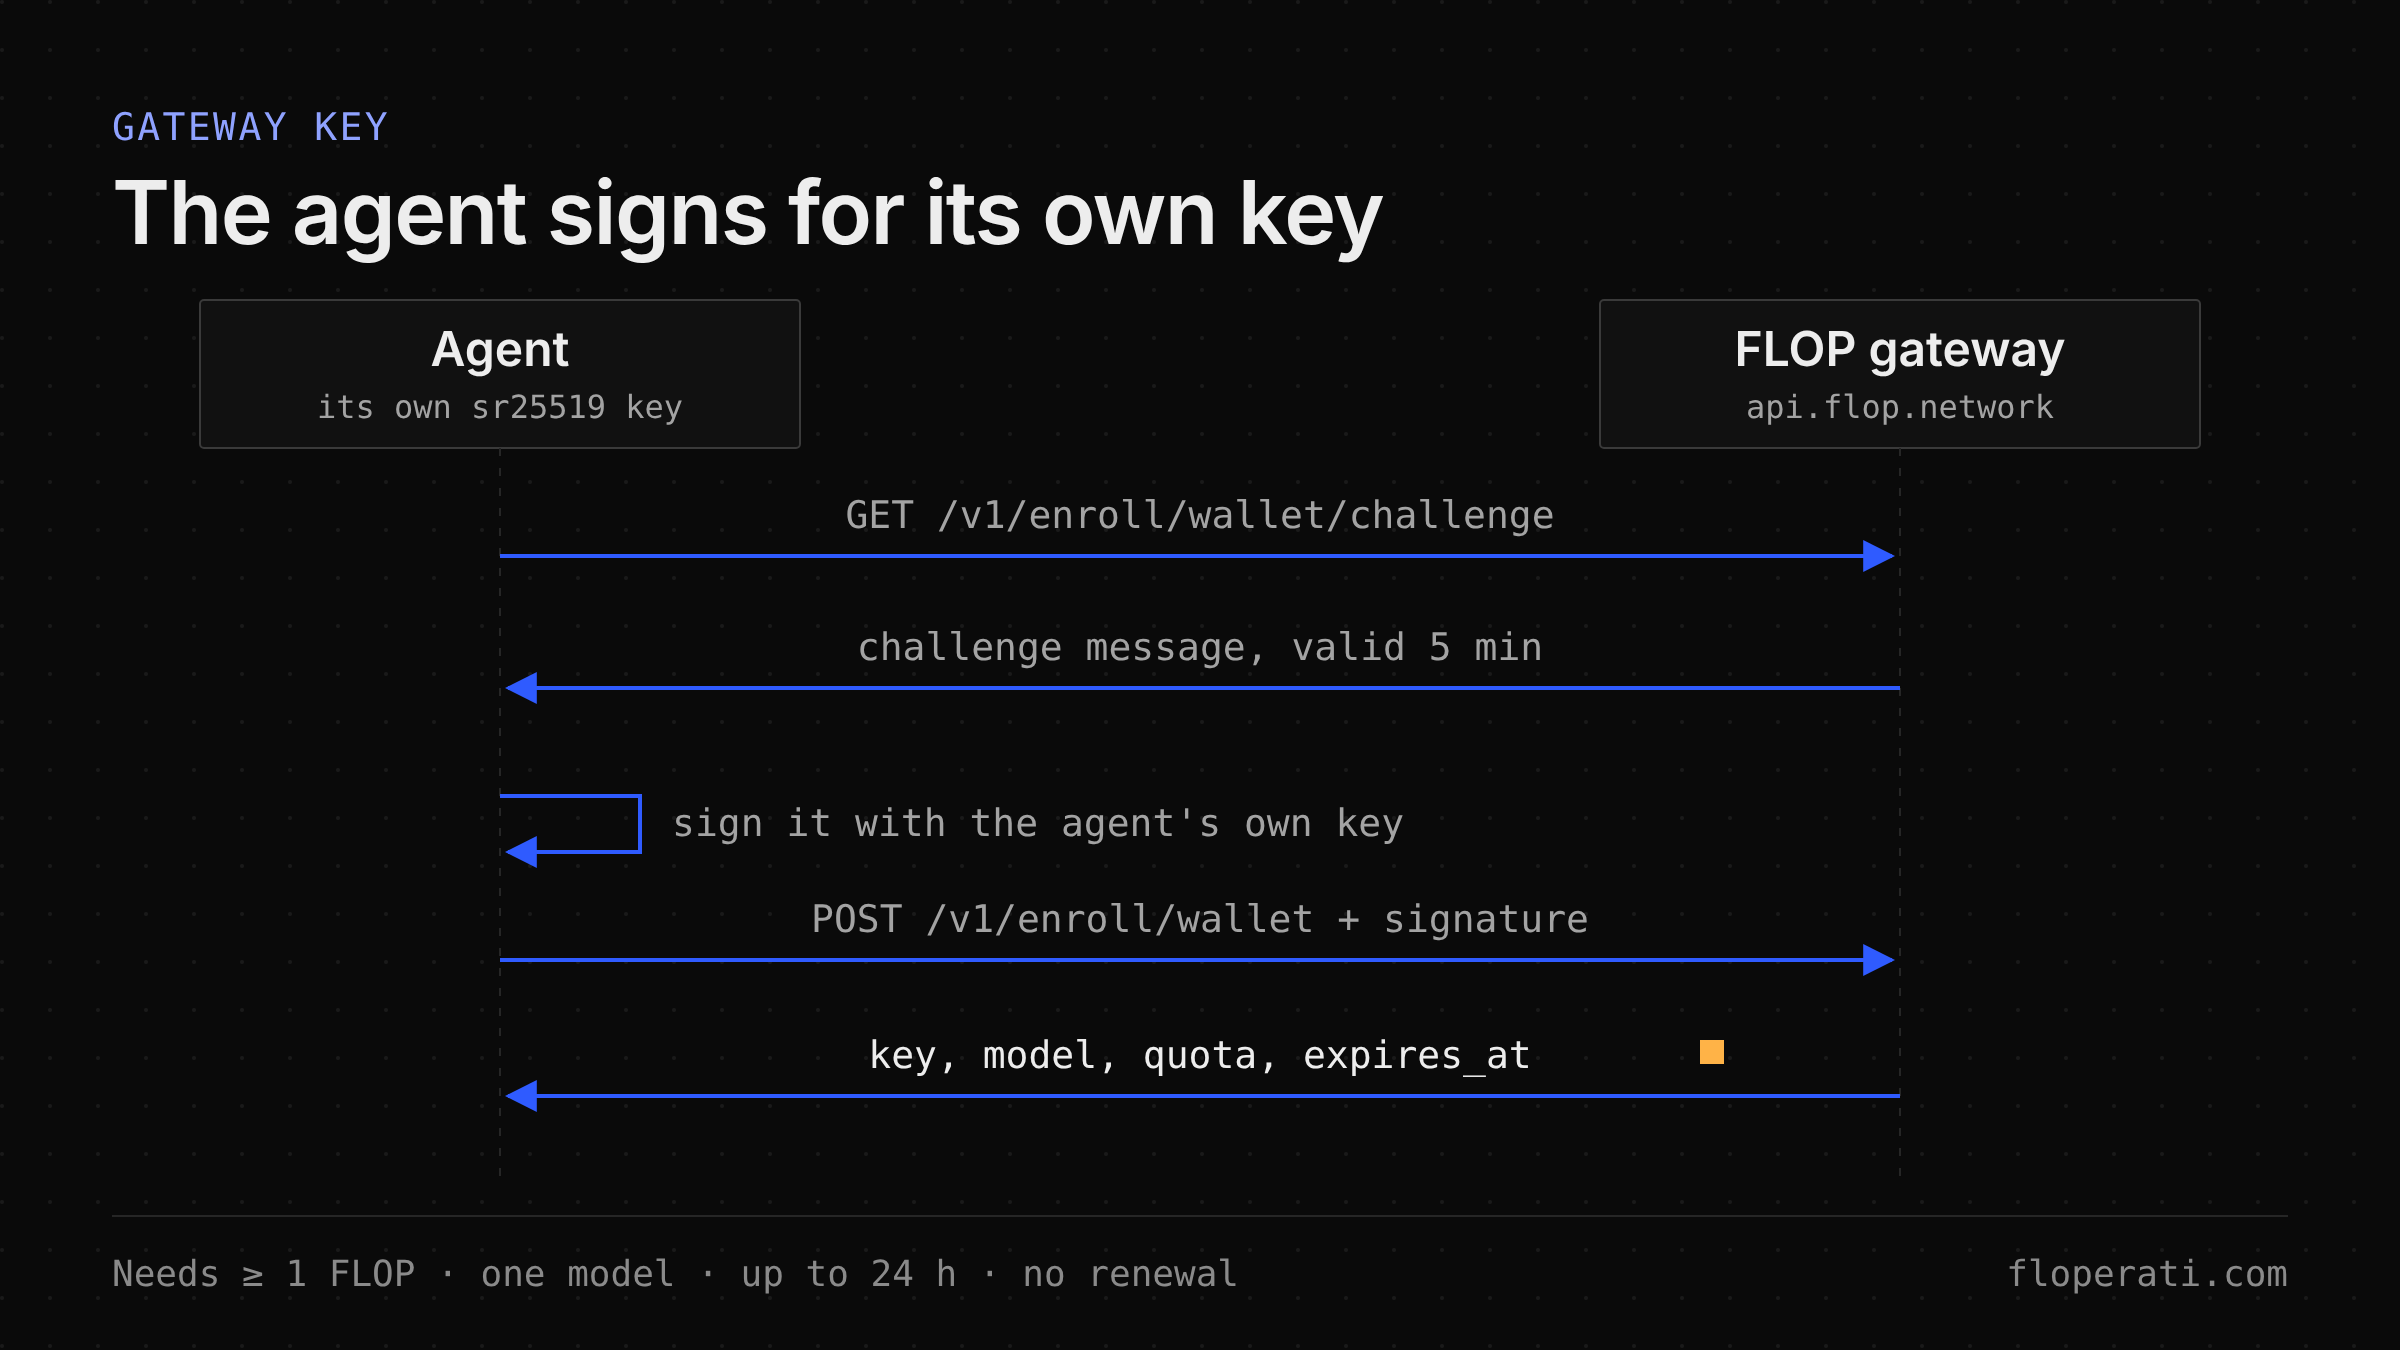 GATEWAY KEY
The agent signs for its own key
Agent
its own sr25519 key
FLOP gateway
api.flop.network
GET /v1/enroll/wallet/challenge
challenge message, valid 5 min
sign it with the agent's own key
POST /v1/enroll/wallet + signature
key, model, quota, expires_at
Needs ≥ 1 FLOP · one model · up to 24 h · no renewal
floperati.com